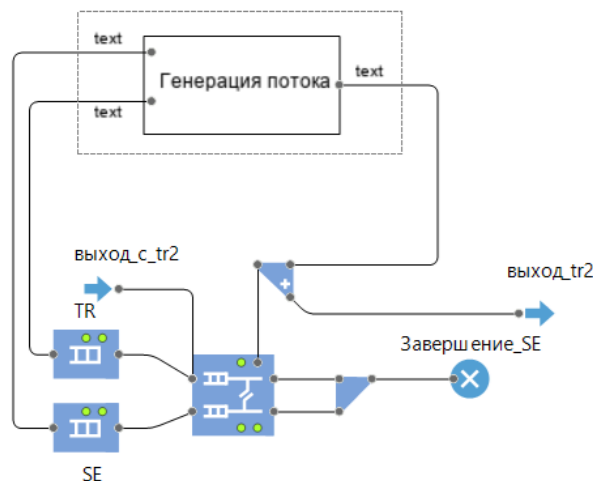 text
Генерация потока
text
text
выход_с_tr2
выход_tr2
TR
Завершение_SE
SE